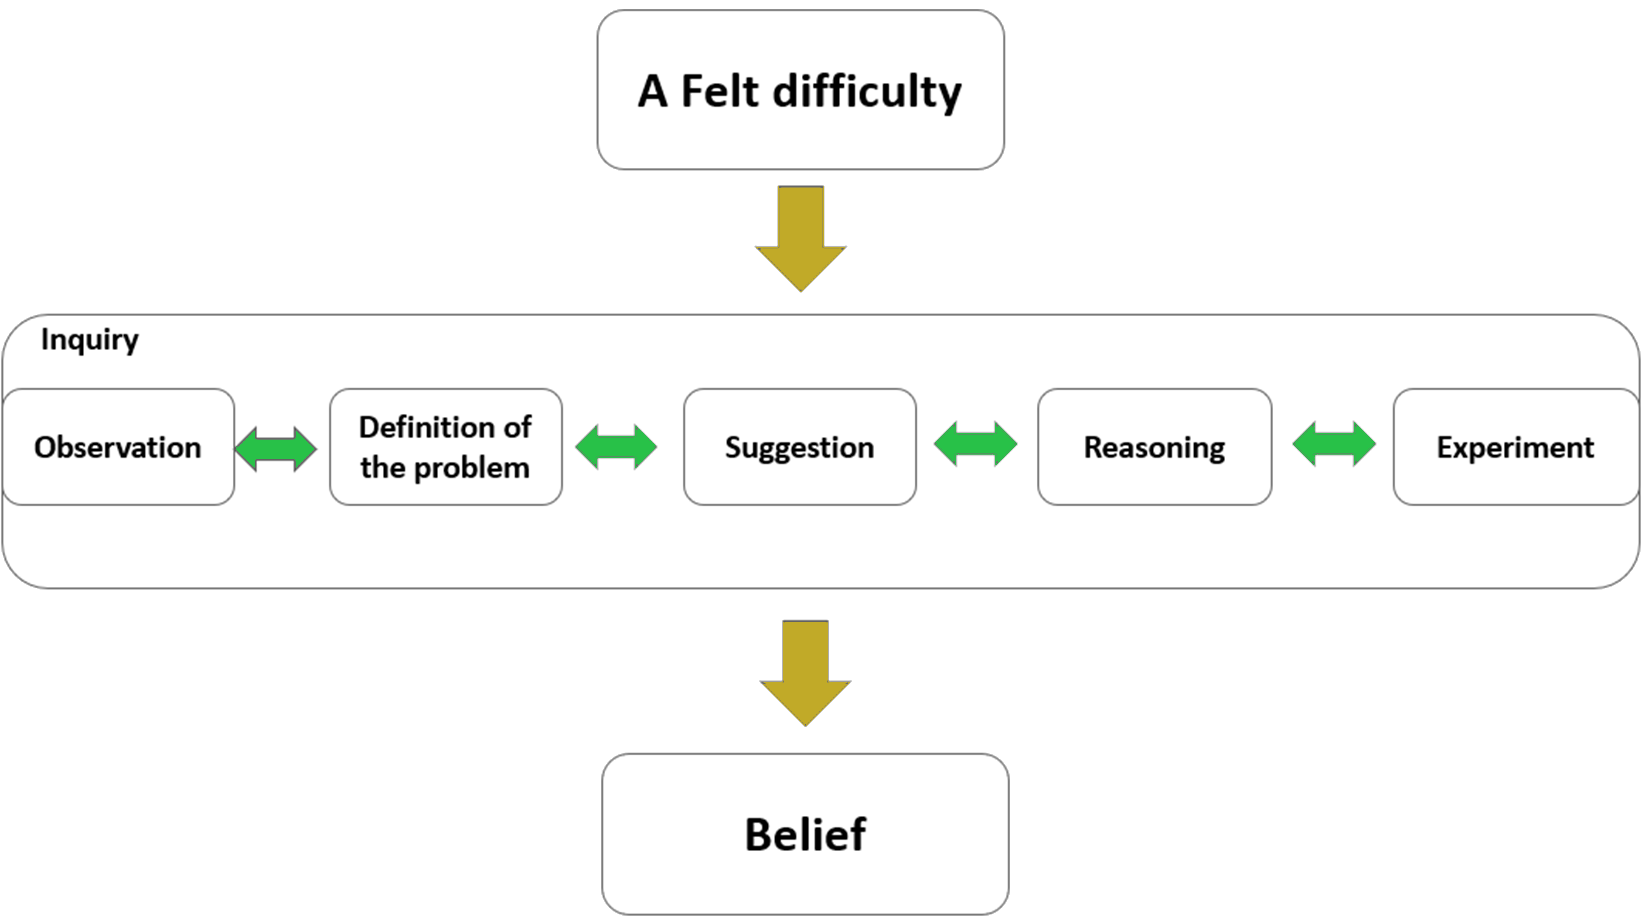 A Felt difficulty
Inquiry
Observation
Definition of
the problem
Suggestion
Reasoning
Experiment
Belief